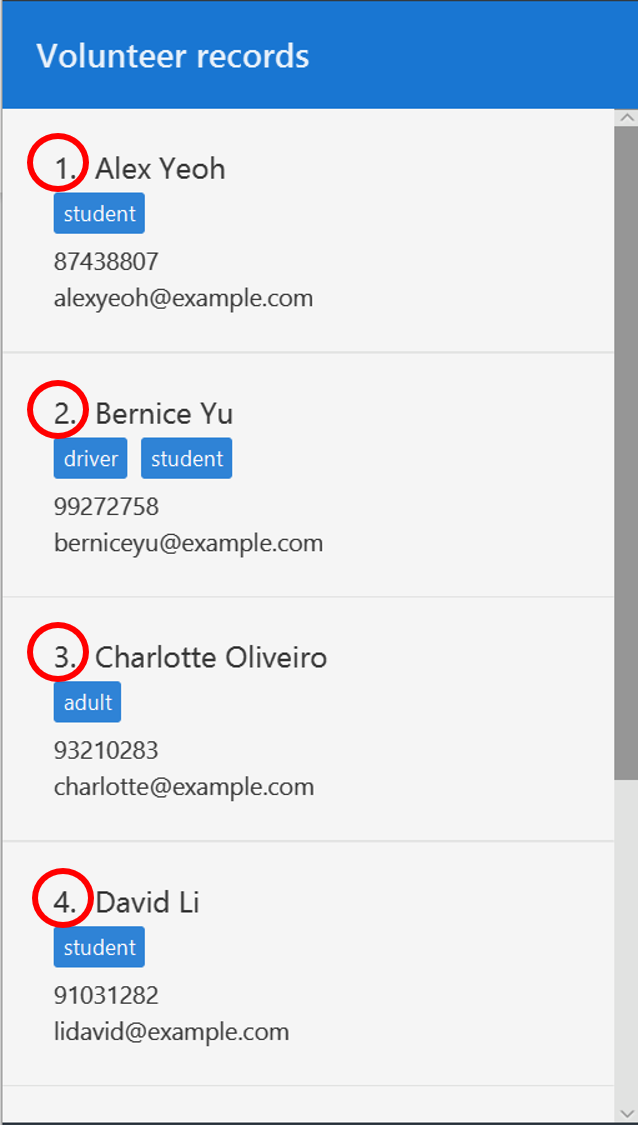 Volunteer records
1. Alex Yeoh
student
87438807
alexyeoh@example.com
2. Bernice Yu
driver student
99272758
berniceyu@example.com
3. Charlotte Oliveiro
adult
93210283
charlotte@example.com
4. David Li
student
91031282
lidavid@example.com